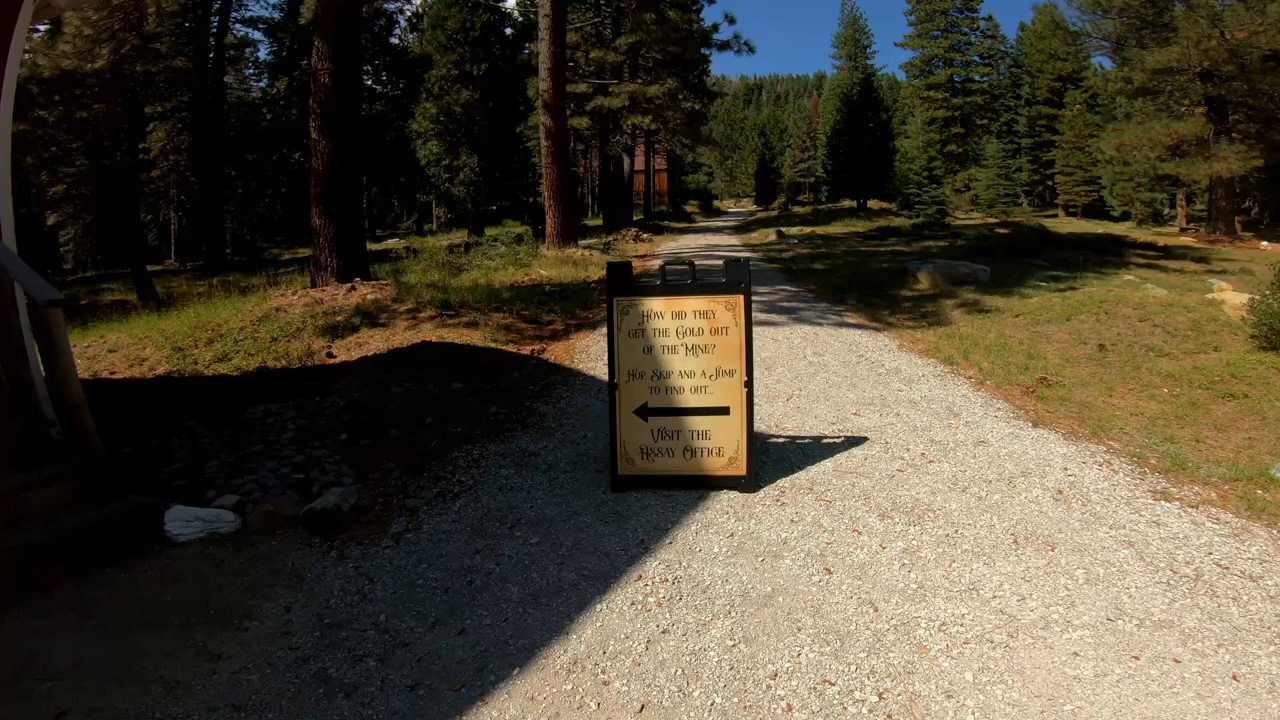 How did they
get the Gold out
of the Mine?
Hop, Skip and a Jump
to find out...
Visit the
Assay Office